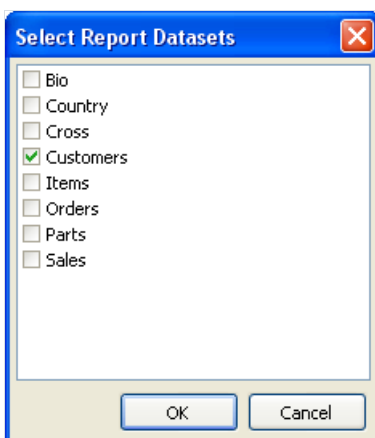 Select Report Datasets
Bio
Country
Cross
Customers
Items
Orders
Parts
Sales
OK Cancel